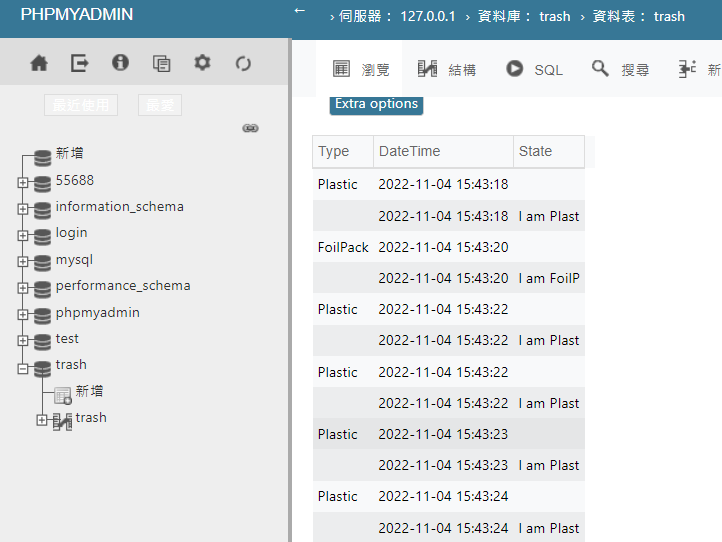 PHPMYADMIN
最近使用 最愛
新增
55688
information_schema
login
mysql
performance_schema
phpmyadmin
test
trash
新增
trash
← › 伺服器： 127.0.0.1 › 資料庫： trash › 資料表： trash
瀏覽 結構 SQL 搜尋 新
Extra options
Type DateTime State
Plastic 2022-11-04 15:43:18
2022-11-04 15:43:18 I am Plast
FoilPack 2022-11-04 15:43:20
2022-11-04 15:43:20 I am FoilP
Plastic 2022-11-04 15:43:22
2022-11-04 15:43:22 I am Plast
Plastic 2022-11-04 15:43:22
2022-11-04 15:43:22 I am Plast
Plastic 2022-11-04 15:43:23
2022-11-04 15:43:23 I am Plast
Plastic 2022-11-04 15:43:24
2022-11-04 15:43:24 I am Plast